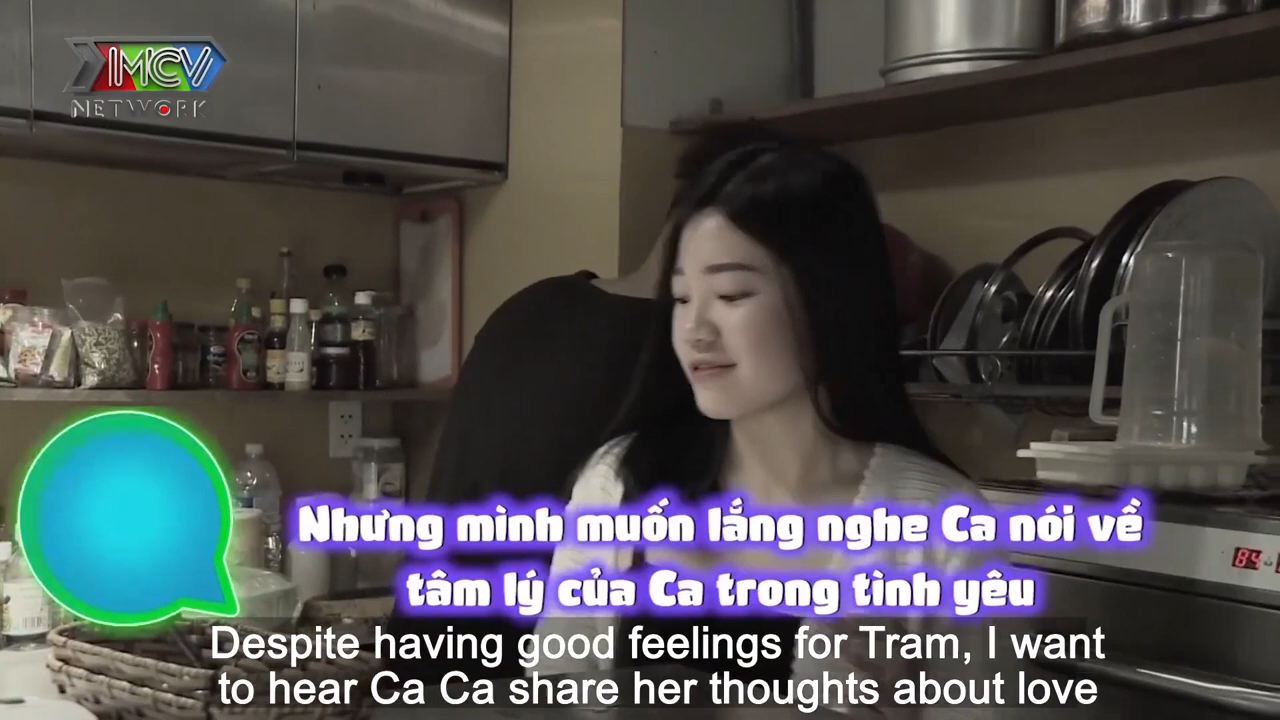 MCV
NETWORK
Nhưng mình muốn lắng nghe Ca nói về
tâm lý của Ca trong tình yêu
84
Despite having good feelings for Tram, I want
to hear Ca Ca share her thoughts about love